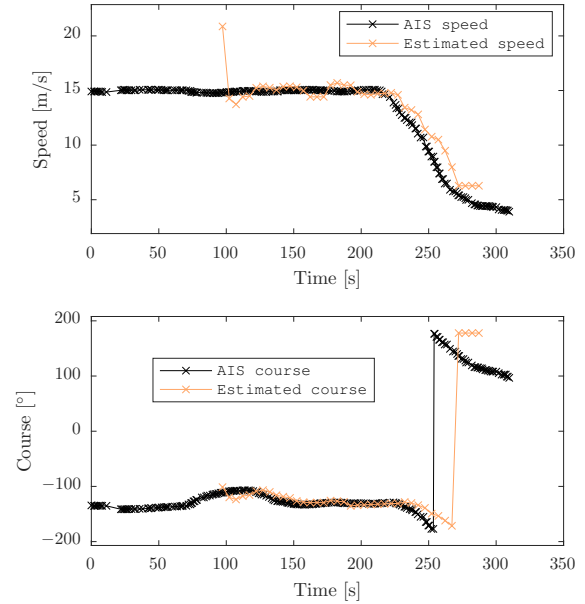 20
15
10
5
Speed [m/s]
AIS speed
Estimated speed
0 50 100 150 200 250 300 350
Time [s]
200
100
0
−100
−200
Course [°]
AIS course
Estimated course
0 50 100 150 200 250 300 350
Time [s]